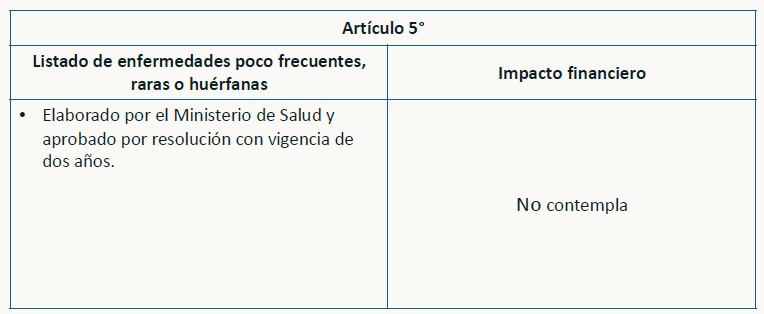 Artículo 5°
Listado de enfermedades poco frecuentes,
raras o huérfanas
Impacto financiero
• Elaborado por el Ministerio de Salud y
aprobado por resolución con vigencia de
dos años.
No contempla